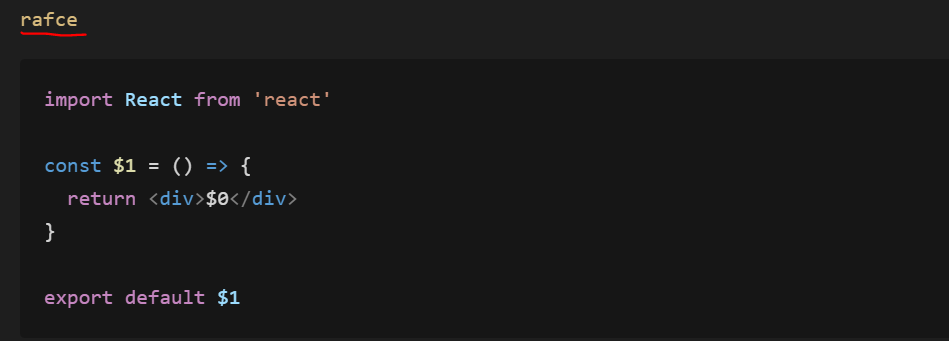 rafce
import React from 'react'
const $1 = () => {
return <div>$0</div>
}
export default $1